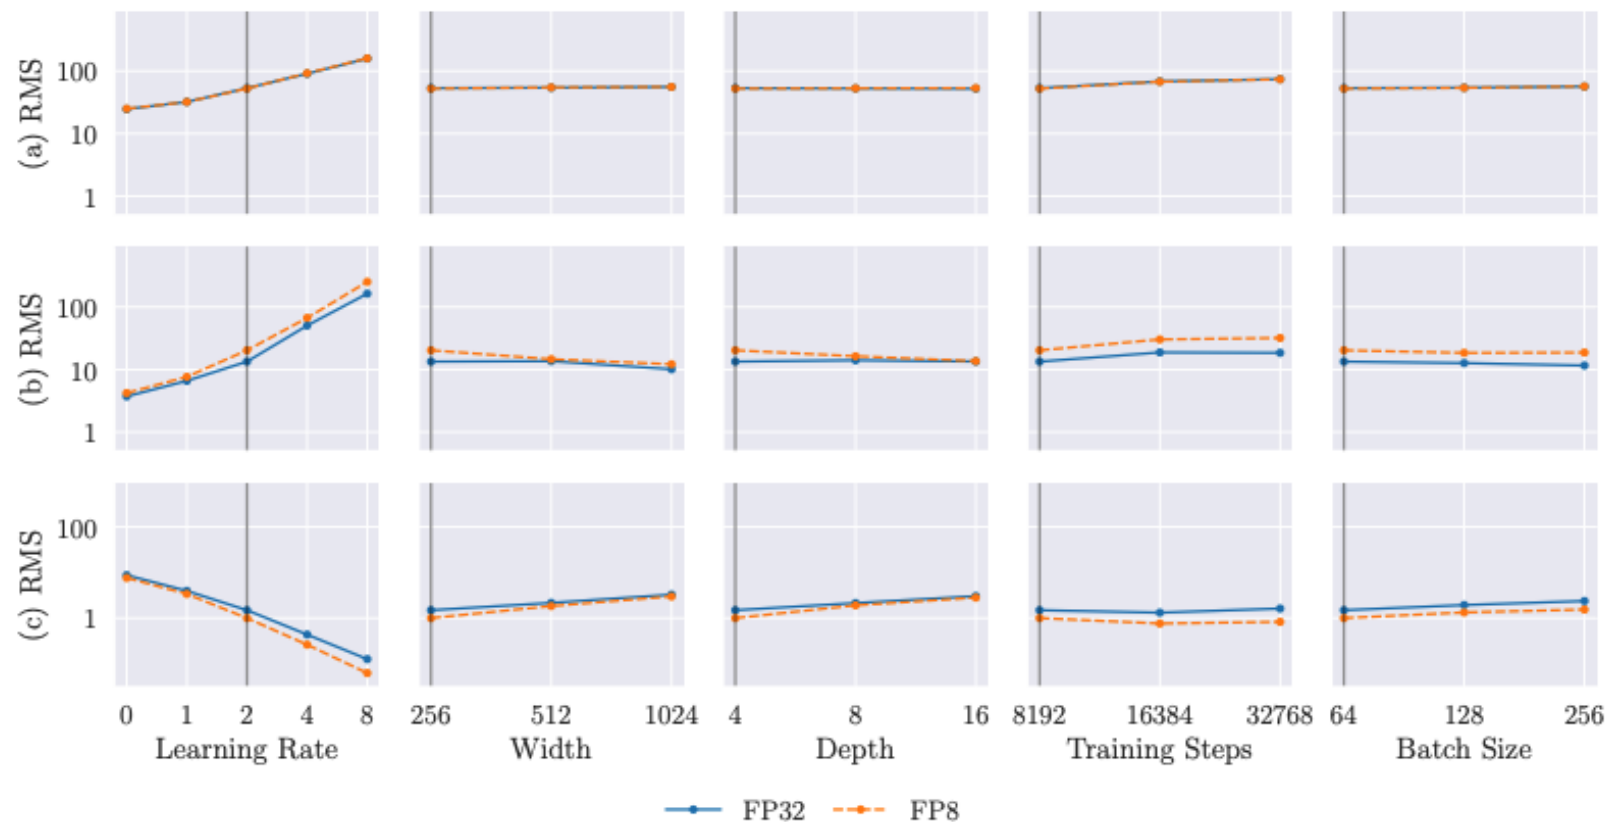 (a) RMS
100
10
1
(b) RMS
100
10
1
(c) RMS
100
1
0 1 2 4 8
256 512 1024
4 8 16
8192 16384 32768
64 128 256
Learning Rate
Width
Depth
Training Steps
Batch Size
FP32 FP8